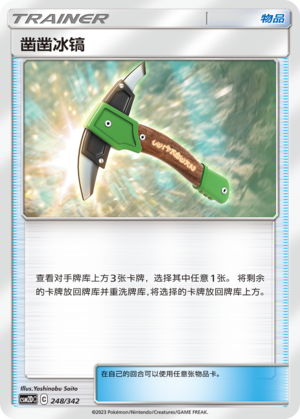 TRAINER
物品
凿凿冰镐
查看对手牌库上方3张卡牌，选择其中任意1张。将剩余
的卡牌放回牌库并重洗牌库，将选择的卡牌放回牌库上方。
在自己的回合可以使用任意张物品卡。
Illus.Yoshinobu Saito
CSM2DC C 248/342
©2023 Pokémon/Nintendo/Creatures/GAME FREAK.